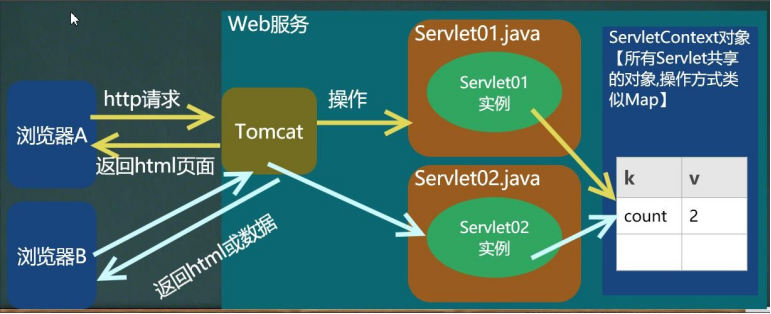 Web服务
Servlet01.java
ServletContext对象
【所有Servlet共享
的对象,操作方式类
似Map】
http请求
操作
Servlet01
实例
浏览器A
Tomcat
返回html页面
Servlet02.java
k v
count 2
Servlet02
实例
浏览器B
返回html或数据